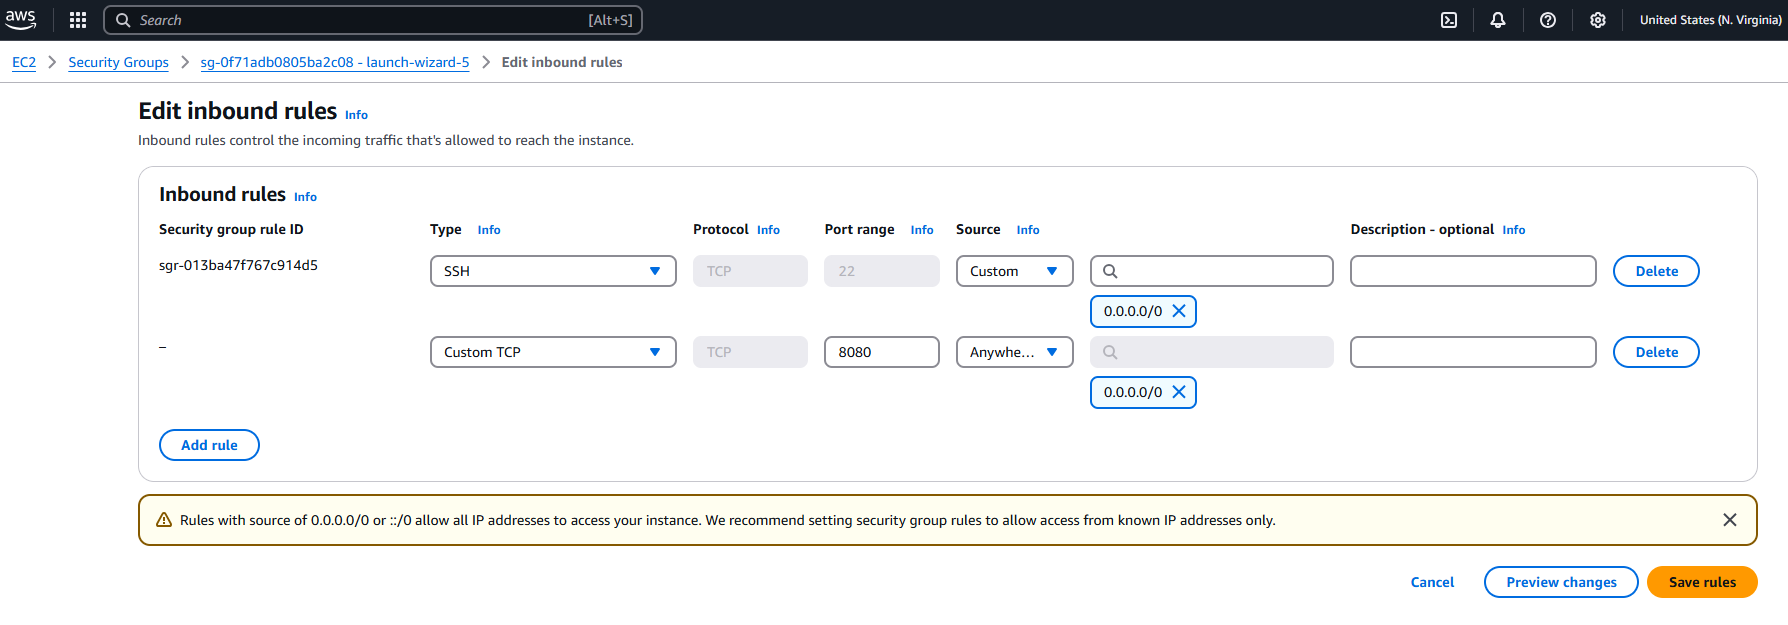 aws Search [Alt+S] United States (N. Virginia)
EC2 > Security Groups > sg-0f71adb0805ba2c08 - launch-wizard-5 > Edit inbound rules
Edit inbound rules Info
Inbound rules control the incoming traffic that's allowed to reach the instance.
Inbound rules Info
Security group rule ID Type Info Protocol Info Port range Info Source Info Description - optional Info
sgr-013ba47f767c914d5 SSH TCP 22 Custom Delete
0.0.0.0/0
– Custom TCP TCP 8080 Anywhe... Delete
0.0.0.0/0
Add rule
Rules with source of 0.0.0.0/0 or ::/0 allow all IP addresses to access your instance. We recommend setting security group rules to allow access from known IP addresses only.
Cancel Preview changes Save rules